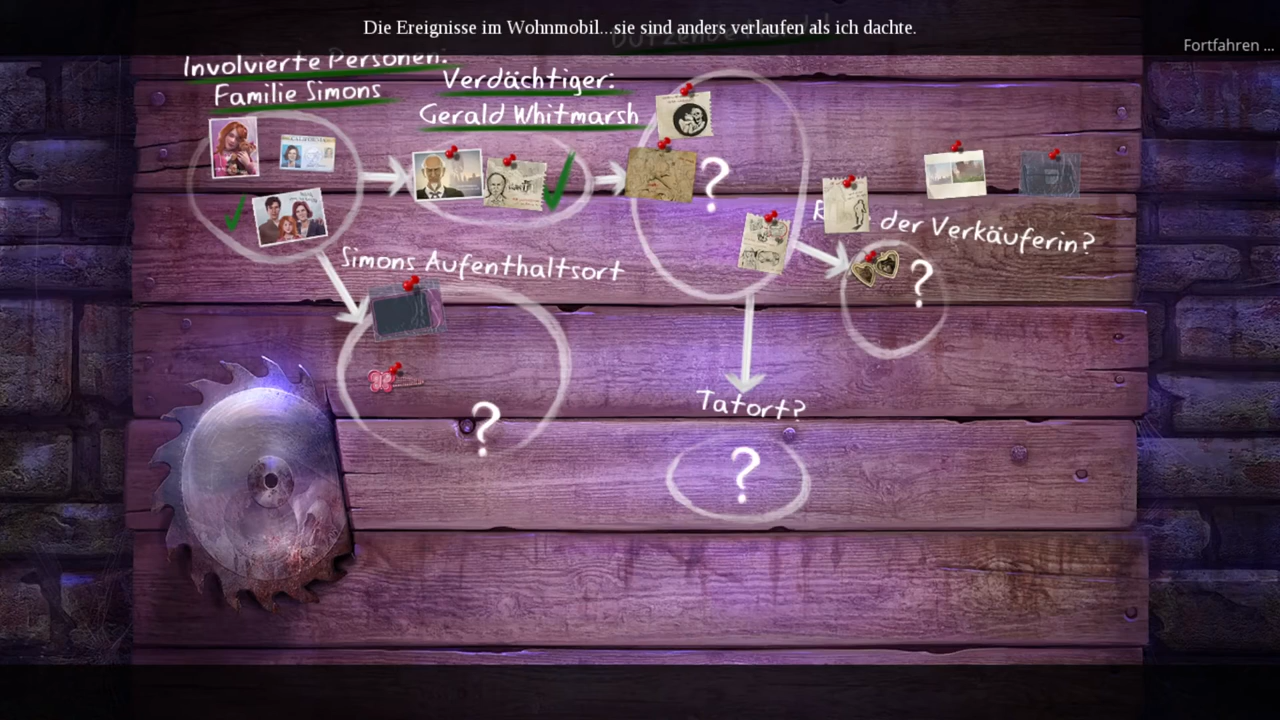 Die Ereignisse im Wohnmobil...sie sind anders verlaufen als ich dachte.
Fortfahren ...
Involvierte Personen:
Familie Simons
Verdächtiger:
Gerald Whitmarsh
der Verkäuferin?
?
?
Simons Aufenthaltsort
?
Tatort?
?